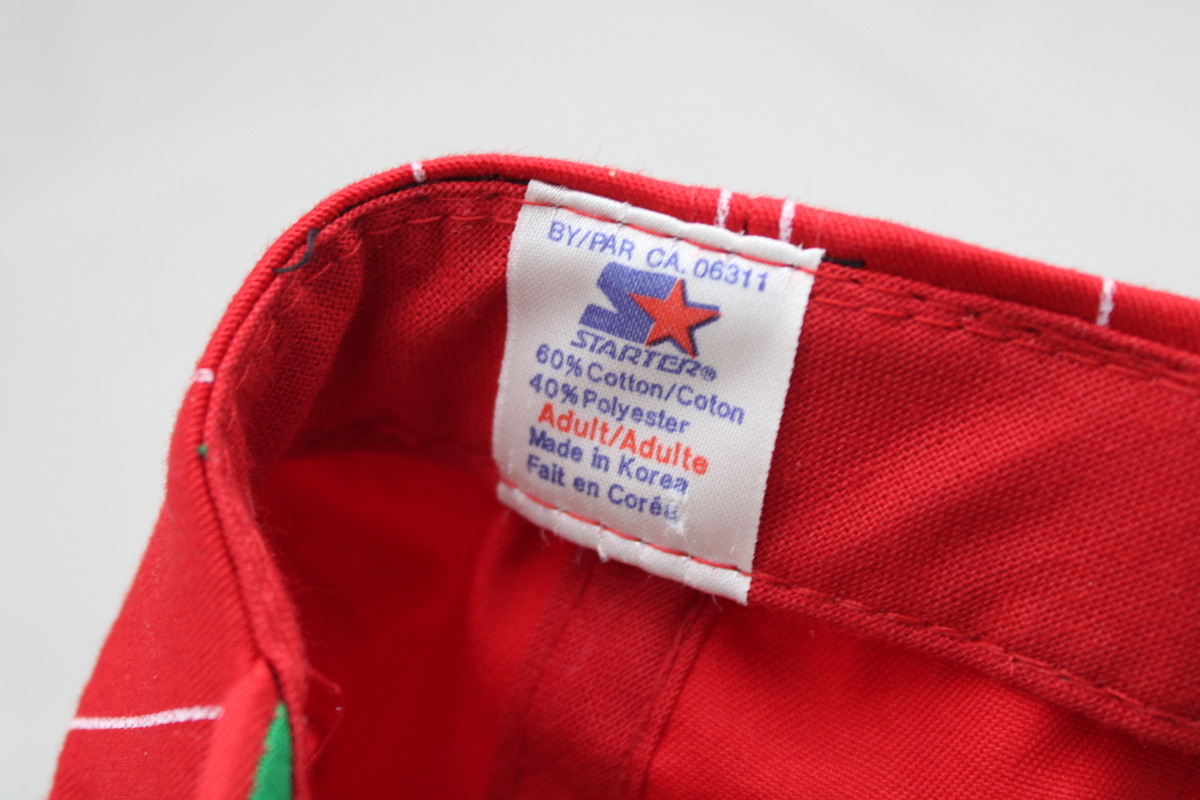 BY/PAR CA. 06311
STARTER®
60% Cotton/Coton
40% Polyester
Adult/Adulte
Made in Korea
Fait en Corée